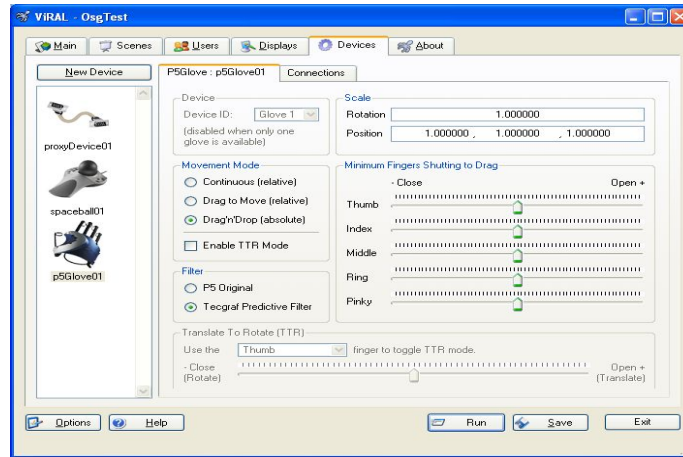 ViRAL - OsgTest
Main Scenes Users Displays Devices About
New Device
proxyDevice01
spaceball01
p5Glove01
P5Glove : p5Glove01 Connections
Device
Device ID: Glove 1
(disabled when only one
glove is available)
Scale
Rotation 1.000000
Position 1.000000 , 1.000000 , 1.000000
Movement Mode
Continuous (relative)
Drag to Move (relative)
Drag'n'Drop (absolute)
Enable TTR Mode
Filter
P5 Original
Tecgraf Predictive Filter
Minimum Fingers Shutting to Drag
- Close Open +
Thumb
Index
Middle
Ring
Pinky
Translate To Rotate (TTR)
Use the Thumb finger to toggle TTR mode.
- Close Open +
(Rotate) (Translate)
Options Help Run Save Exit